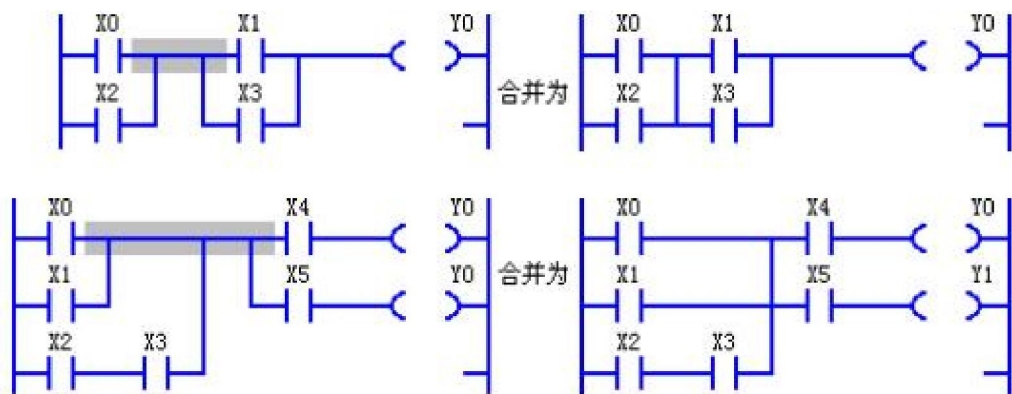 X0 X1 Y0
X2 X3
合并为
X0 X1 Y0
X2 X3
X0 X4 Y0
X1 X5 Y0
X2 X3
合并为
X0 X4 Y0
X1 X5 Y1
X2 X3